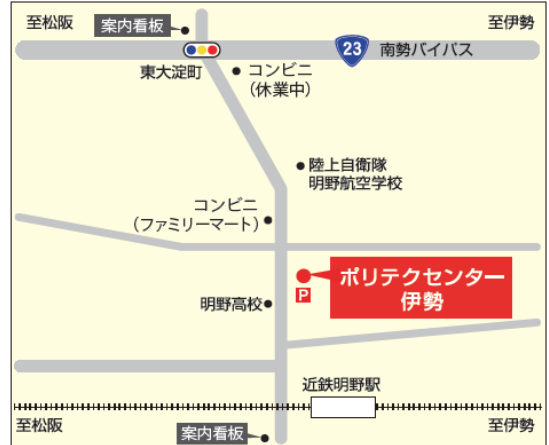 至松阪
案内看板
至伊勢
23
南勢バイパス
東大淀町
コンビニ
（休業中）
陸上自衛隊
明野航空学校
コンビニ
（ファミリーマート）
ポリテクセンター
伊勢
P
明野高校
近鉄明野駅
至松阪
案内看板
至伊勢